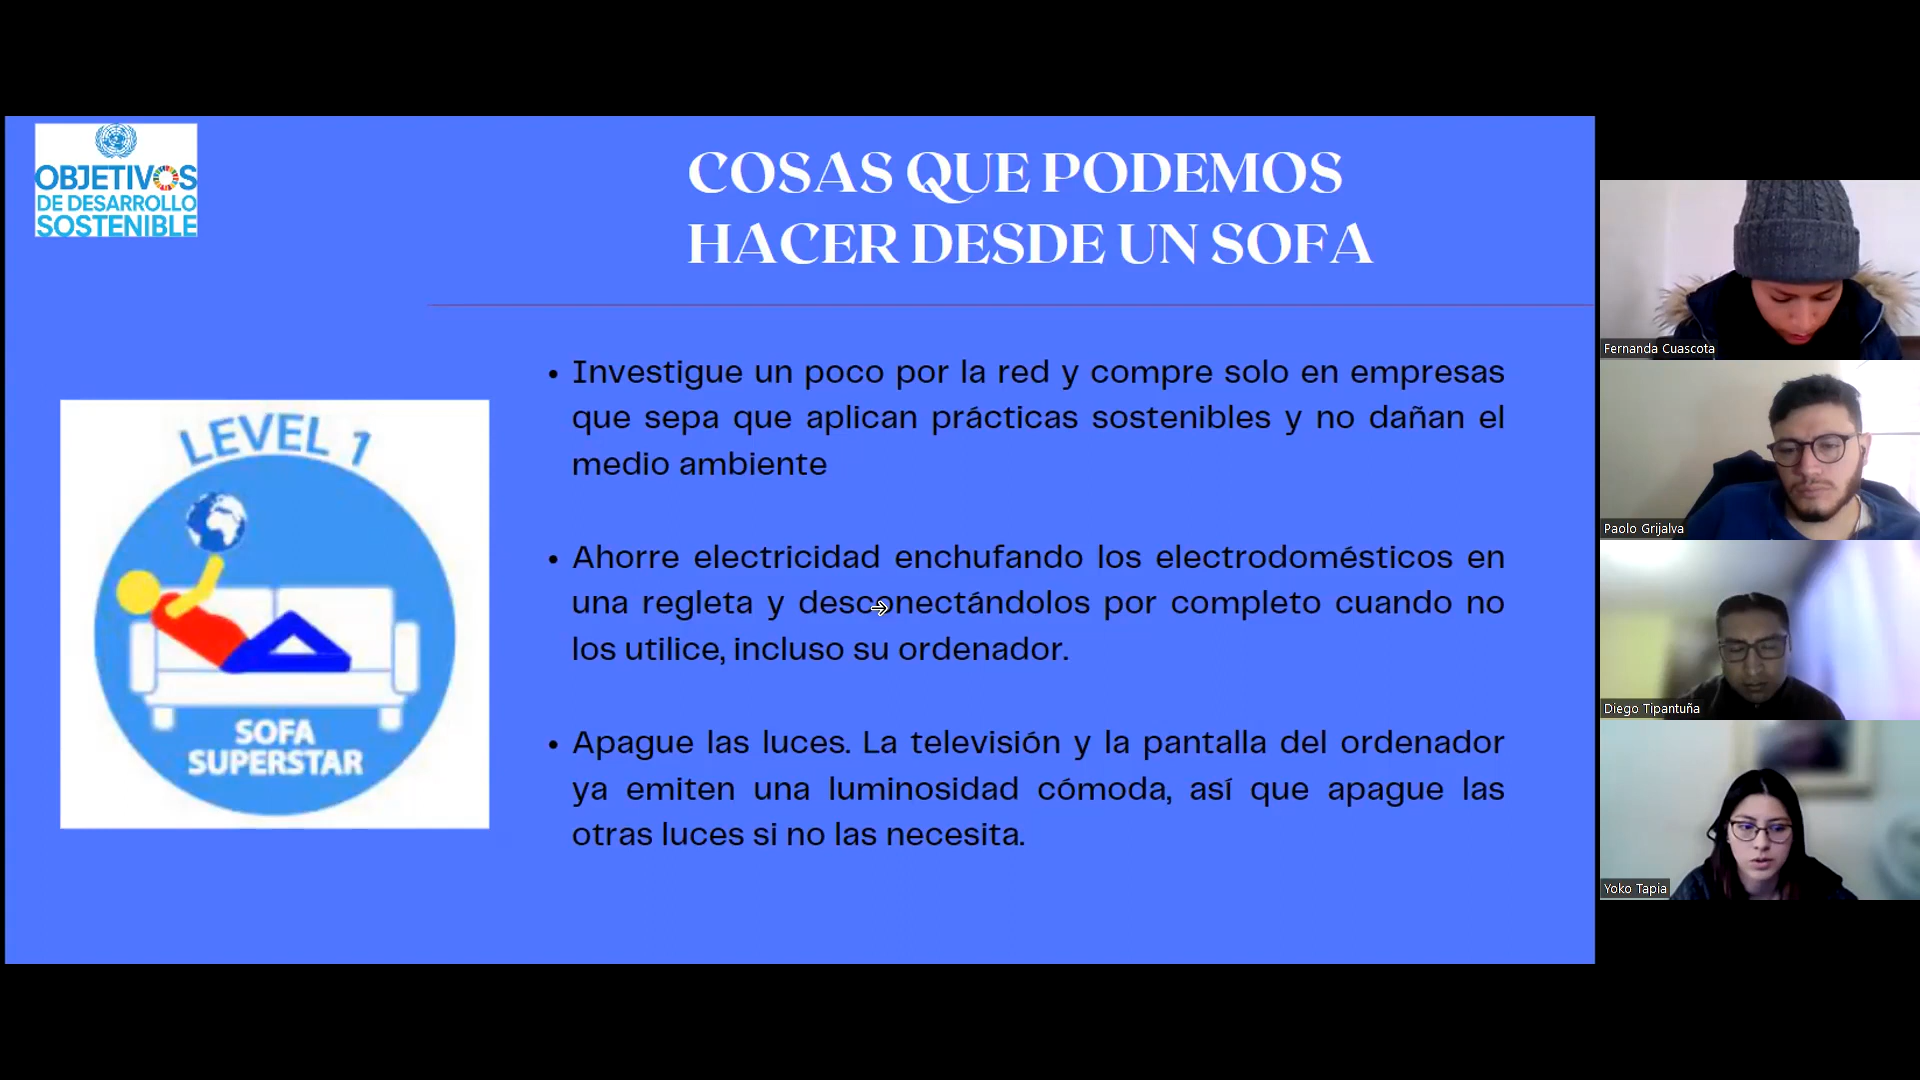 OBJETIVOS
DE DESARROLLO
SOSTENIBLE
COSAS QUE PODEMOS
HACER DESDE UN SOFA
LEVEL 1
SOFA
SUPERSTAR
• Investigue un poco por la red y compre solo en empresas
que sepa que aplican prácticas sostenibles y no dañan el
medio ambiente
• Ahorre electricidad enchufando los electrodomésticos en
una regleta y desconectándolos por completo cuando no
los utilice, incluso su ordenador.
• Apague las luces. La televisión y la pantalla del ordenador
ya emiten una luminosidad cómoda, así que apague las
otras luces si no las necesita.
Fernanda Cuascota
Paolo Grijalva
Diego Tipantuña
Yoko Tapia